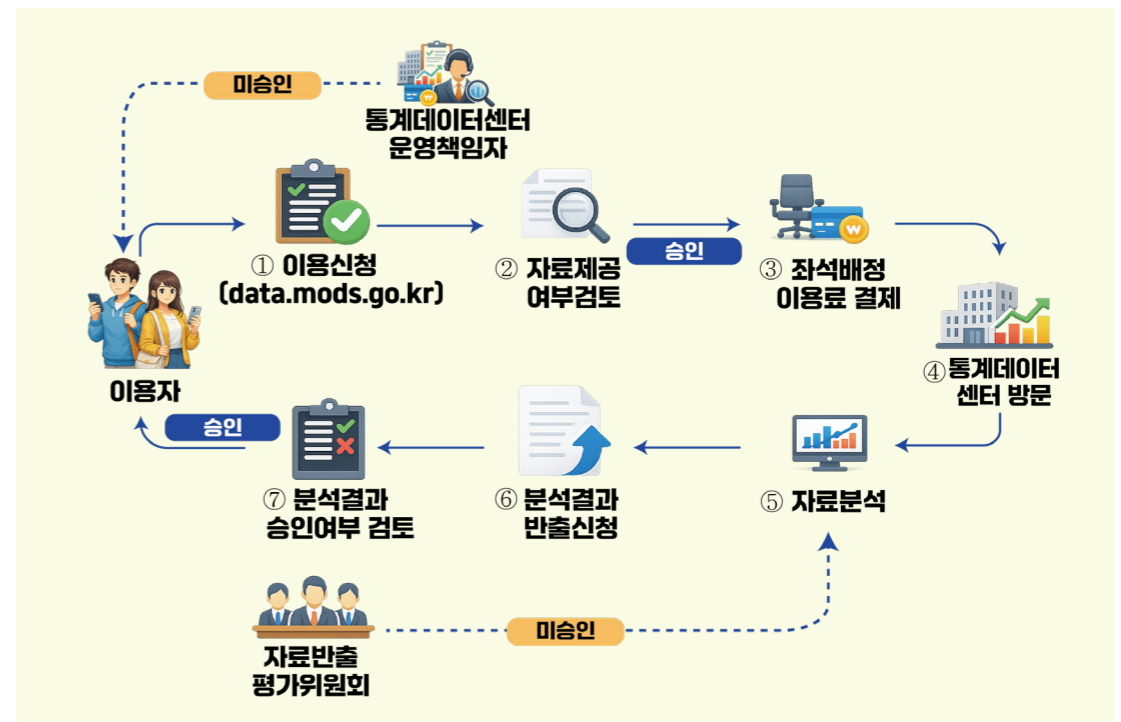 미승인
통계데이터센터
운영책임자
① 이용신청
(data.mods.go.kr)
② 자료제공
여부검토
승인
③ 좌석배정
이용료 결제
④ 통계데이터
센터 방문
이용자
승인
⑦ 분석결과
승인여부 검토
⑥ 분석결과
반출신청
⑤ 자료분석
자료반출
평가위원회
미승인